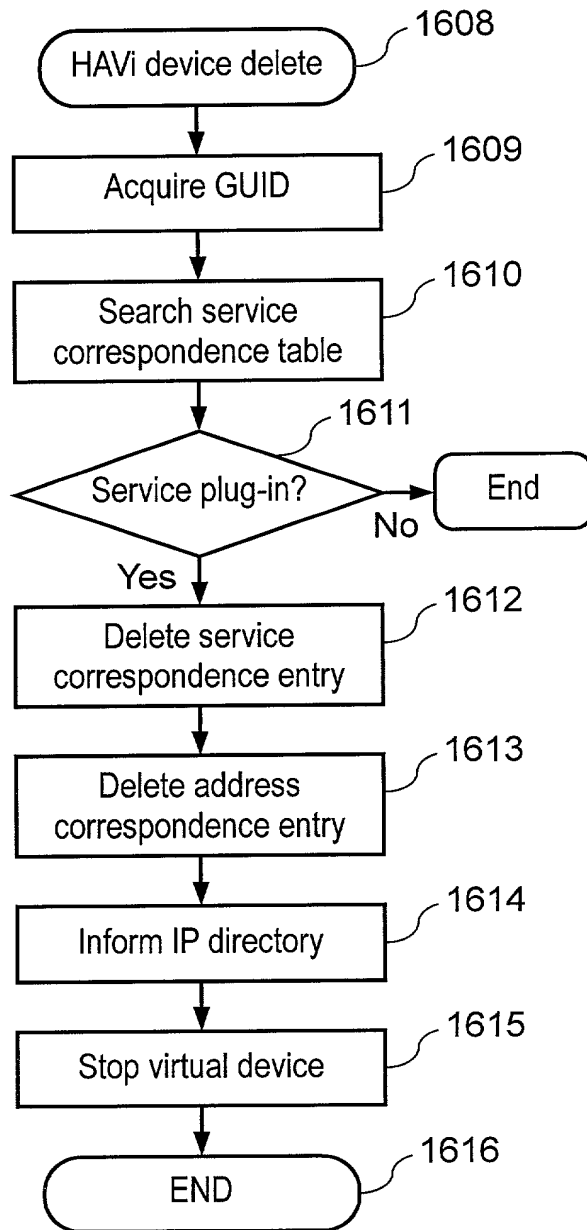 1608
HAVi device delete
1609
Acquire GUID
1610
Search service
correspondence table
1611
Service plug-in?
End
No
Yes
1612
Delete service
correspondence entry
1613
Delete address
correspondence entry
1614
Inform IP directory
1615
Stop virtual device
1616
END